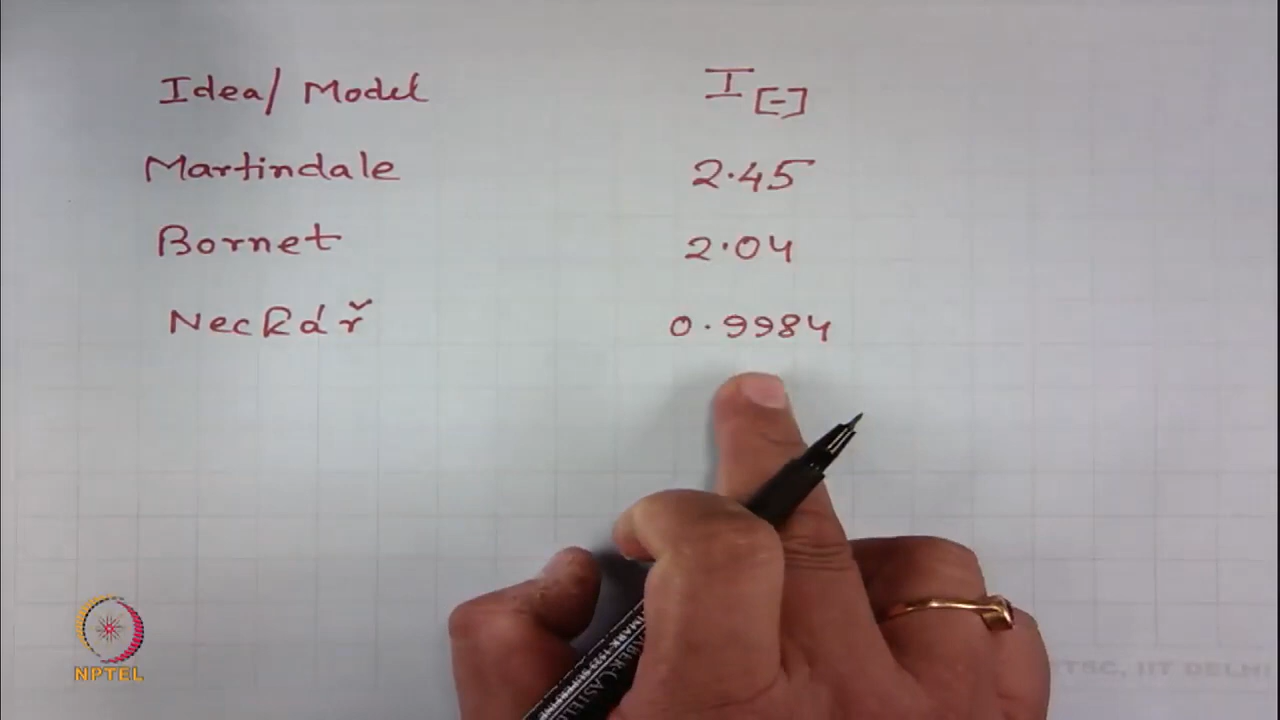 Idea/ Model I[-]
Martindale 2.45
Bornet 2.04
Neckář 0.9984
NPTEL